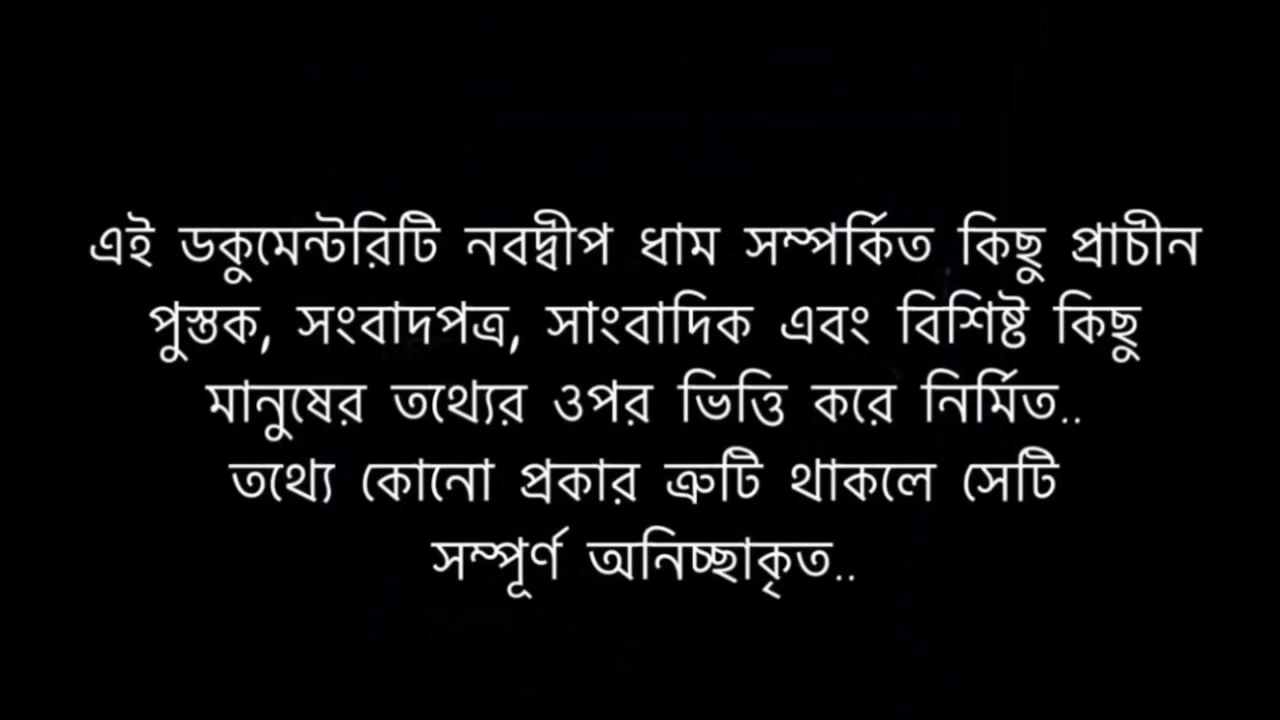 এই ডকুমেন্টরিটি নবদ্বীপ ধাম সম্পর্কিত কিছু প্রাচীন
পুস্তক, সংবাদপত্র, সাংবাদিক এবং বিশিষ্ট কিছু
মানুষের তথ্যের ওপর ভিত্তি করে নির্মিত..
তথ্যে কোনো প্রকার ত্রুটি থাকলে সেটি
সম্পূর্ণ অনিচ্ছাকৃত..